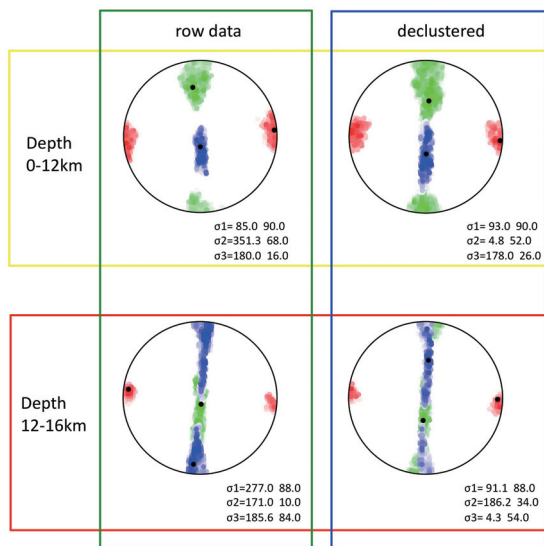 row data
declustered
Depth
0-12km
σ1= 85.0 90.0
σ2=351.3 68.0
σ3=180.0 16.0
σ1= 93.0 90.0
σ2= 4.8 52.0
σ3=178.0 26.0
Depth
12-16km
σ1=277.0 88.0
σ2=171.0 10.0
σ3=185.6 84.0
σ1= 91.1 88.0
σ2=186.2 34.0
σ3= 4.3 54.0